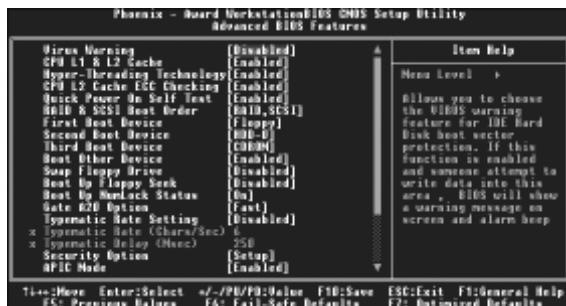 Phoenix - Award WorkstationBIOS CMOS Setup Utility
Advanced BIOS Features
Virus Warning [Disabled]
CPU L1 & L2 Cache [Enabled]
Hyper-Threading Technology [Enabled]
CPU L2 Cache ECC Checking [Enabled]
Quick Power On Self Test [Enabled]
RAID & SCSI Boot Order [RAID,SCSI]
First Boot Device [Floppy]
Second Boot Device [HDD-0]
Third Boot Device [CDROM]
Boot Other Device [Enabled]
Swap Floppy Drive [Disabled]
Boot Up Floppy Seek [Disabled]
Boot Up NumLock Status [On]
Gate A20 Option [Fast]
Typematic Rate Setting [Disabled]
x Typematic Rate (Chars/Sec) 6
x Typematic Delay (Msec) 250
Security Option [Setup]
APIC Mode [Enabled]
Item Help
Menu Level
Allows you to choose
the VIRUS warning
feature for IDE Hard
Disk boot sector
protection. If this
function is enabled
and someone attempt to
write data into this
area , BIOS will show
a warning message on
screen and alarm beep
↑↓→←:Move Enter:Select +/-/PU/PD:Value F10:Save ESC:Exit F1:General Help
F5: Previous Values F6: Fail-Safe Defaults F7: Optimized Defaults